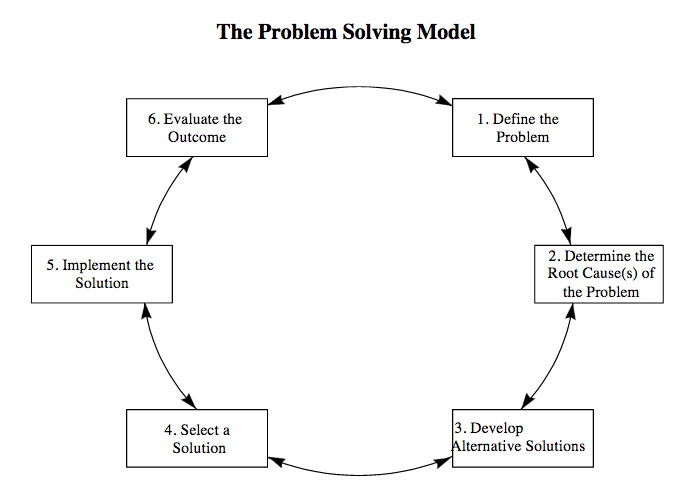 The Problem Solving Model
1. Define the
Problem
2. Determine the
Root Cause(s) of
the Problem
3. Develop
Alternative Solutions
4. Select a
Solution
5. Implement the
Solution
6. Evaluate the
Outcome